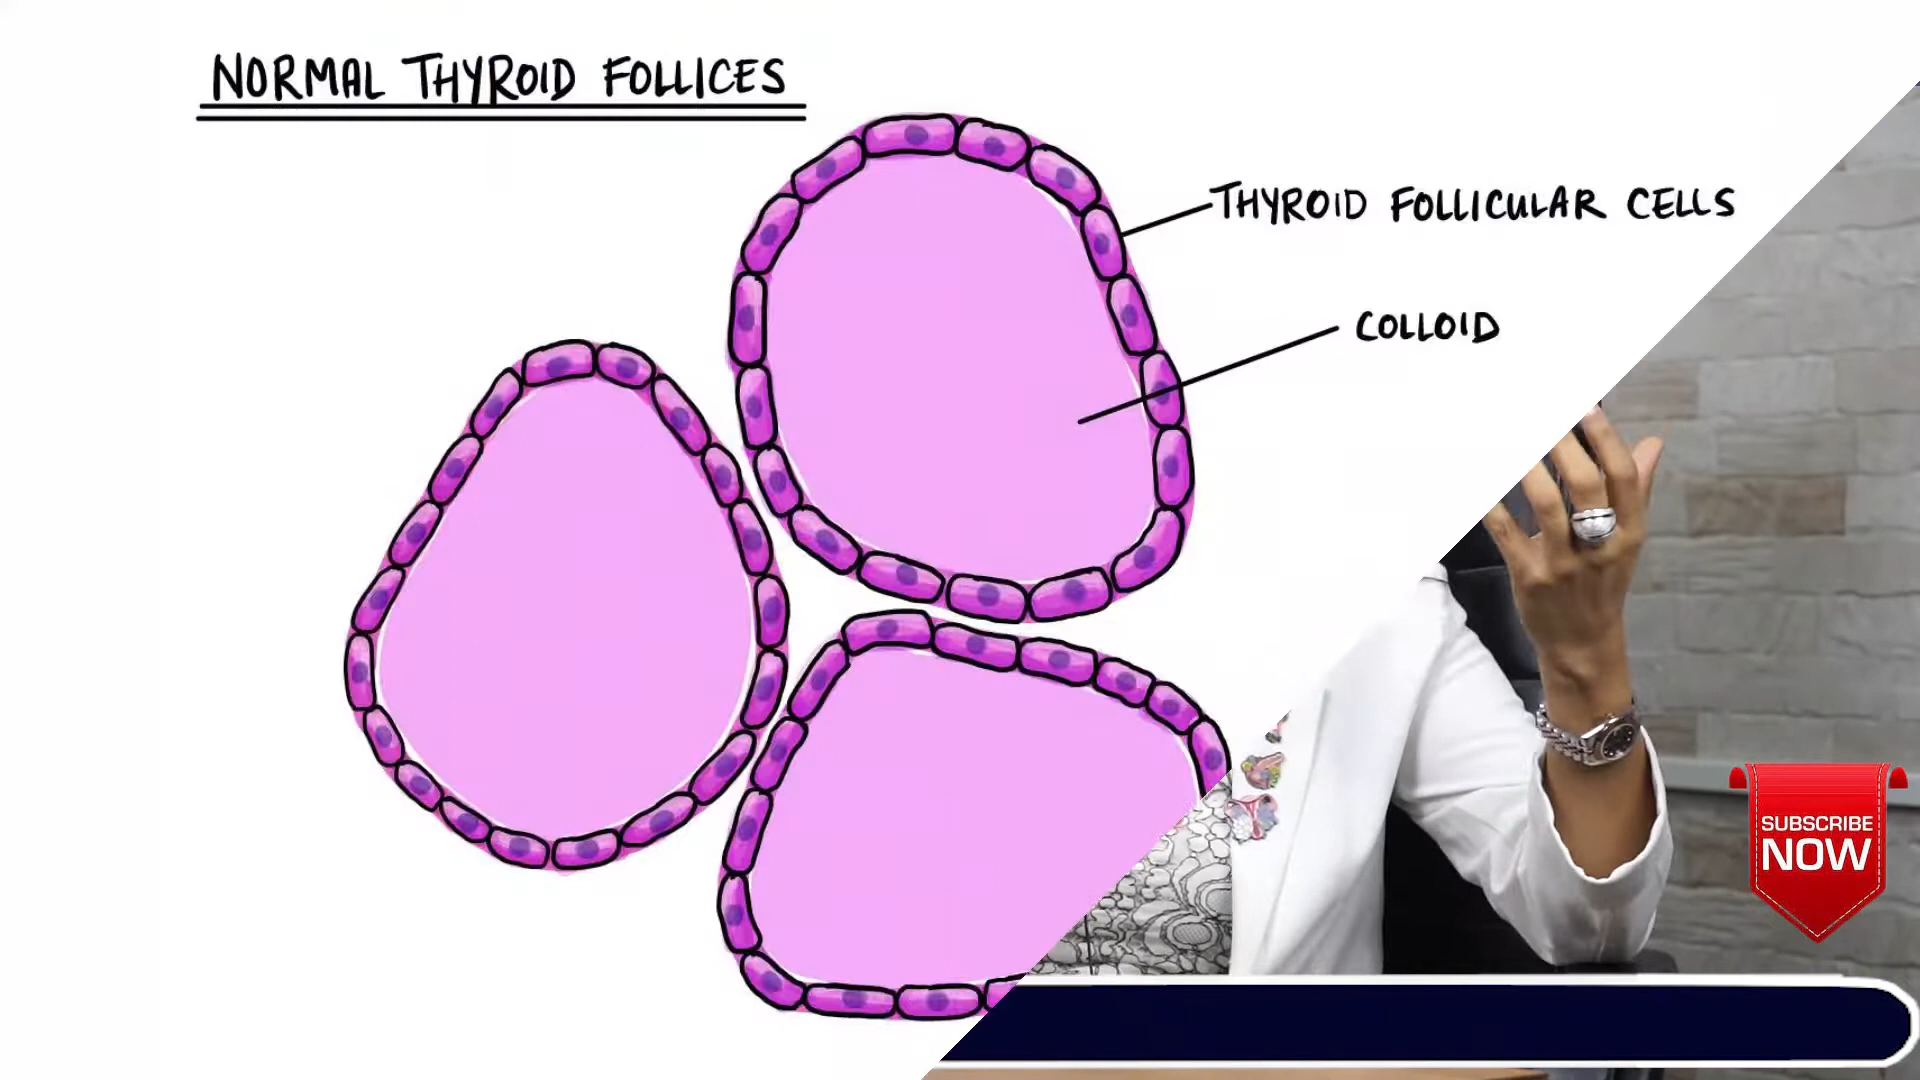 NORMAL THYROID FOLLICES
THYROID FOLLICULAR CELLS
COLLOID
SUBSCRIBE
NOW